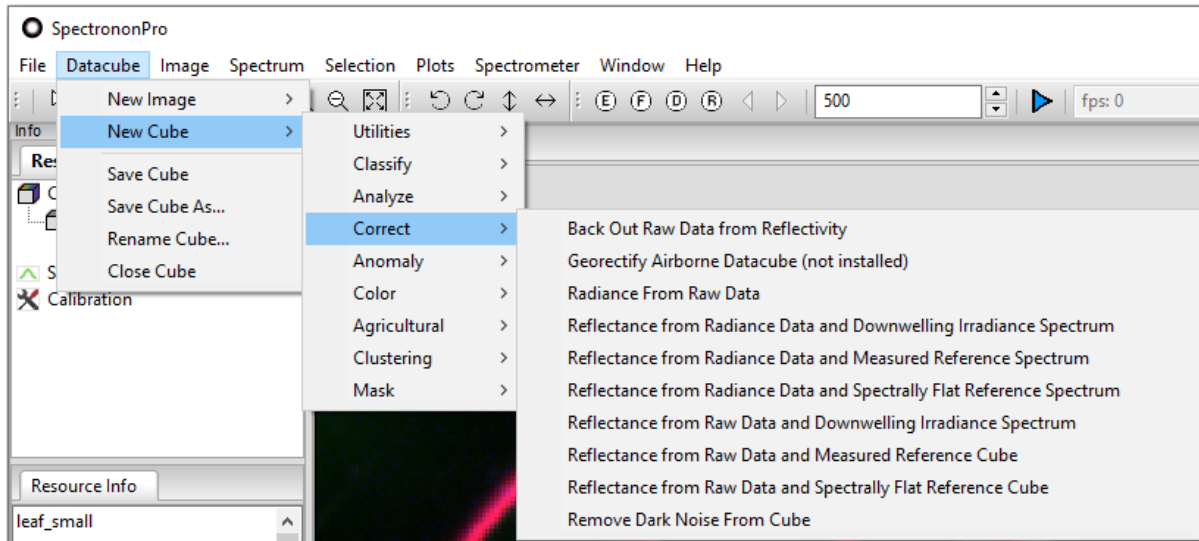 SpectrononPro
File Datacube Image Spectrum Selection Plots Spectrometer Window Help
New Image
E F D R 500 fps: 0
Info
New Cube
Utilities
Classify
Save Cube
Analyze
Save Cube As...
Correct
Back Out Raw Data from Reflectivity
Rename Cube...
Anomaly
Georectify Airborne Datacube (not installed)
Close Cube
Color
Radiance From Raw Data
Calibration
Agricultural
Reflectance from Radiance Data and Downwelling Irradiance Spectrum
Clustering
Reflectance from Radiance Data and Measured Reference Spectrum
Mask
Reflectance from Radiance Data and Spectrally Flat Reference Spectrum
Reflectance from Raw Data and Downwelling Irradiance Spectrum
Reflectance from Raw Data and Measured Reference Cube
Reflectance from Raw Data and Spectrally Flat Reference Cube
Remove Dark Noise From Cube
Resource Info
leaf_small